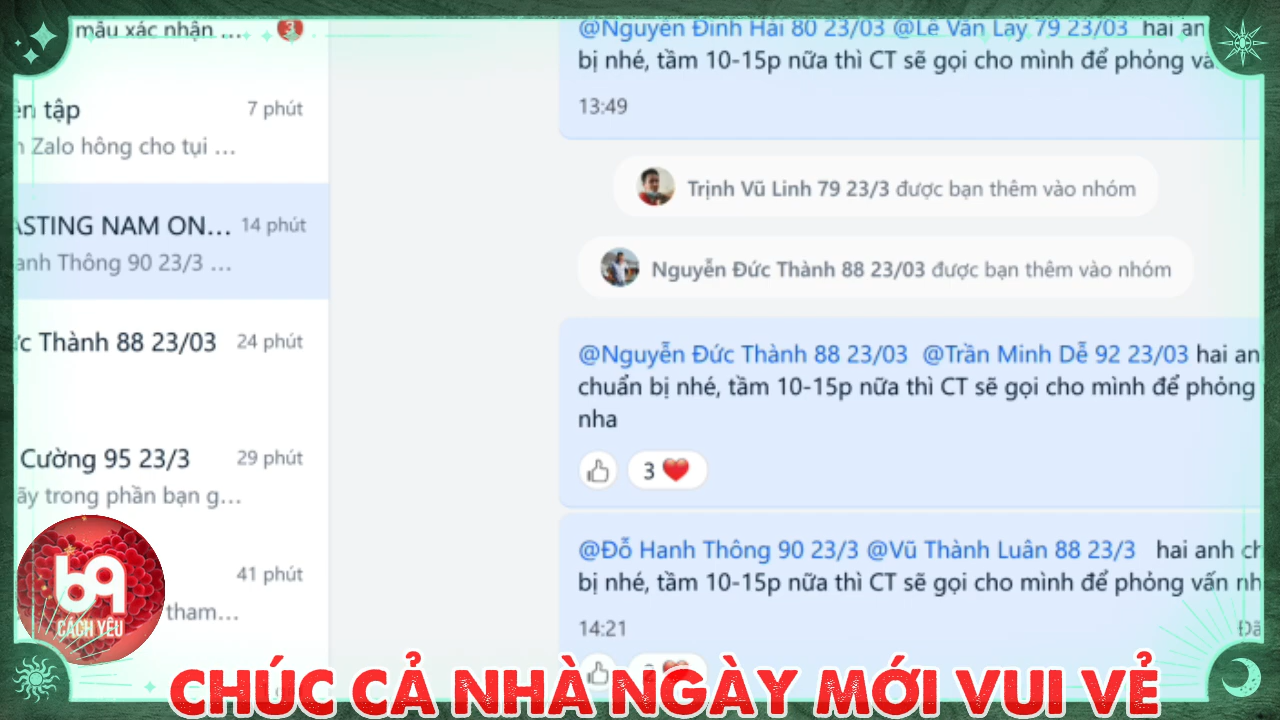 mẫu xác nhận ...
3
ên tập
7 phút
n Zalo hông cho tụi ...
ASTING NAM ON...
14 phút
anh Thông 90 23/3 ...
ức Thành 88 23/03
24 phút
Cường 95 23/3
29 phút
ãy trong phần bạn g...
41 phút
tham...
@Nguyễn Đình Hải 80 23/03 @Lê Văn Lay 79 23/03 hai an
bị nhé, tầm 10-15p nữa thì CT sẽ gọi cho mình để phỏng vấ
13:49
Trịnh Vũ Linh 79 23/3 được bạn thêm vào nhóm
Nguyễn Đức Thành 88 23/03 được bạn thêm vào nhóm
@Nguyễn Đức Thành 88 23/03 @Trần Minh Dễ 92 23/03 hai an
chuẩn bị nhé, tầm 10-15p nữa thì CT sẽ gọi cho mình để phỏng
nha
3
@Đỗ Hanh Thông 90 23/3 @Vũ Thành Luân 88 23/3 hai anh ch
bị nhé, tầm 10-15p nữa thì CT sẽ gọi cho mình để phỏng vấn nh
14:21
Đã
CÁCH YÊU
CHÚC CẢ NHÀ NGÀY MỚI VUI VẺ